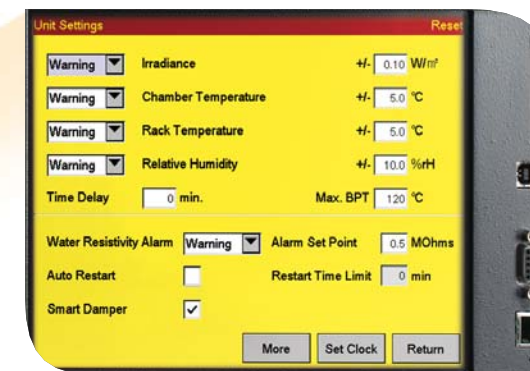 Unit Settings Reset
Warning Irradiance +/- 0.10 W/m²
Warning Chamber Temperature +/- 5.0 °C
Warning Rack Temperature +/- 5.0 °C
Warning Relative Humidity +/- 10.0 %rH
Time Delay 0 min. Max. BPT 120 °C
Water Resistivity Alarm Warning Alarm Set Point 0.5 MOhms
Auto Restart Restart Time Limit 0 min
Smart Damper
More Set Clock Return